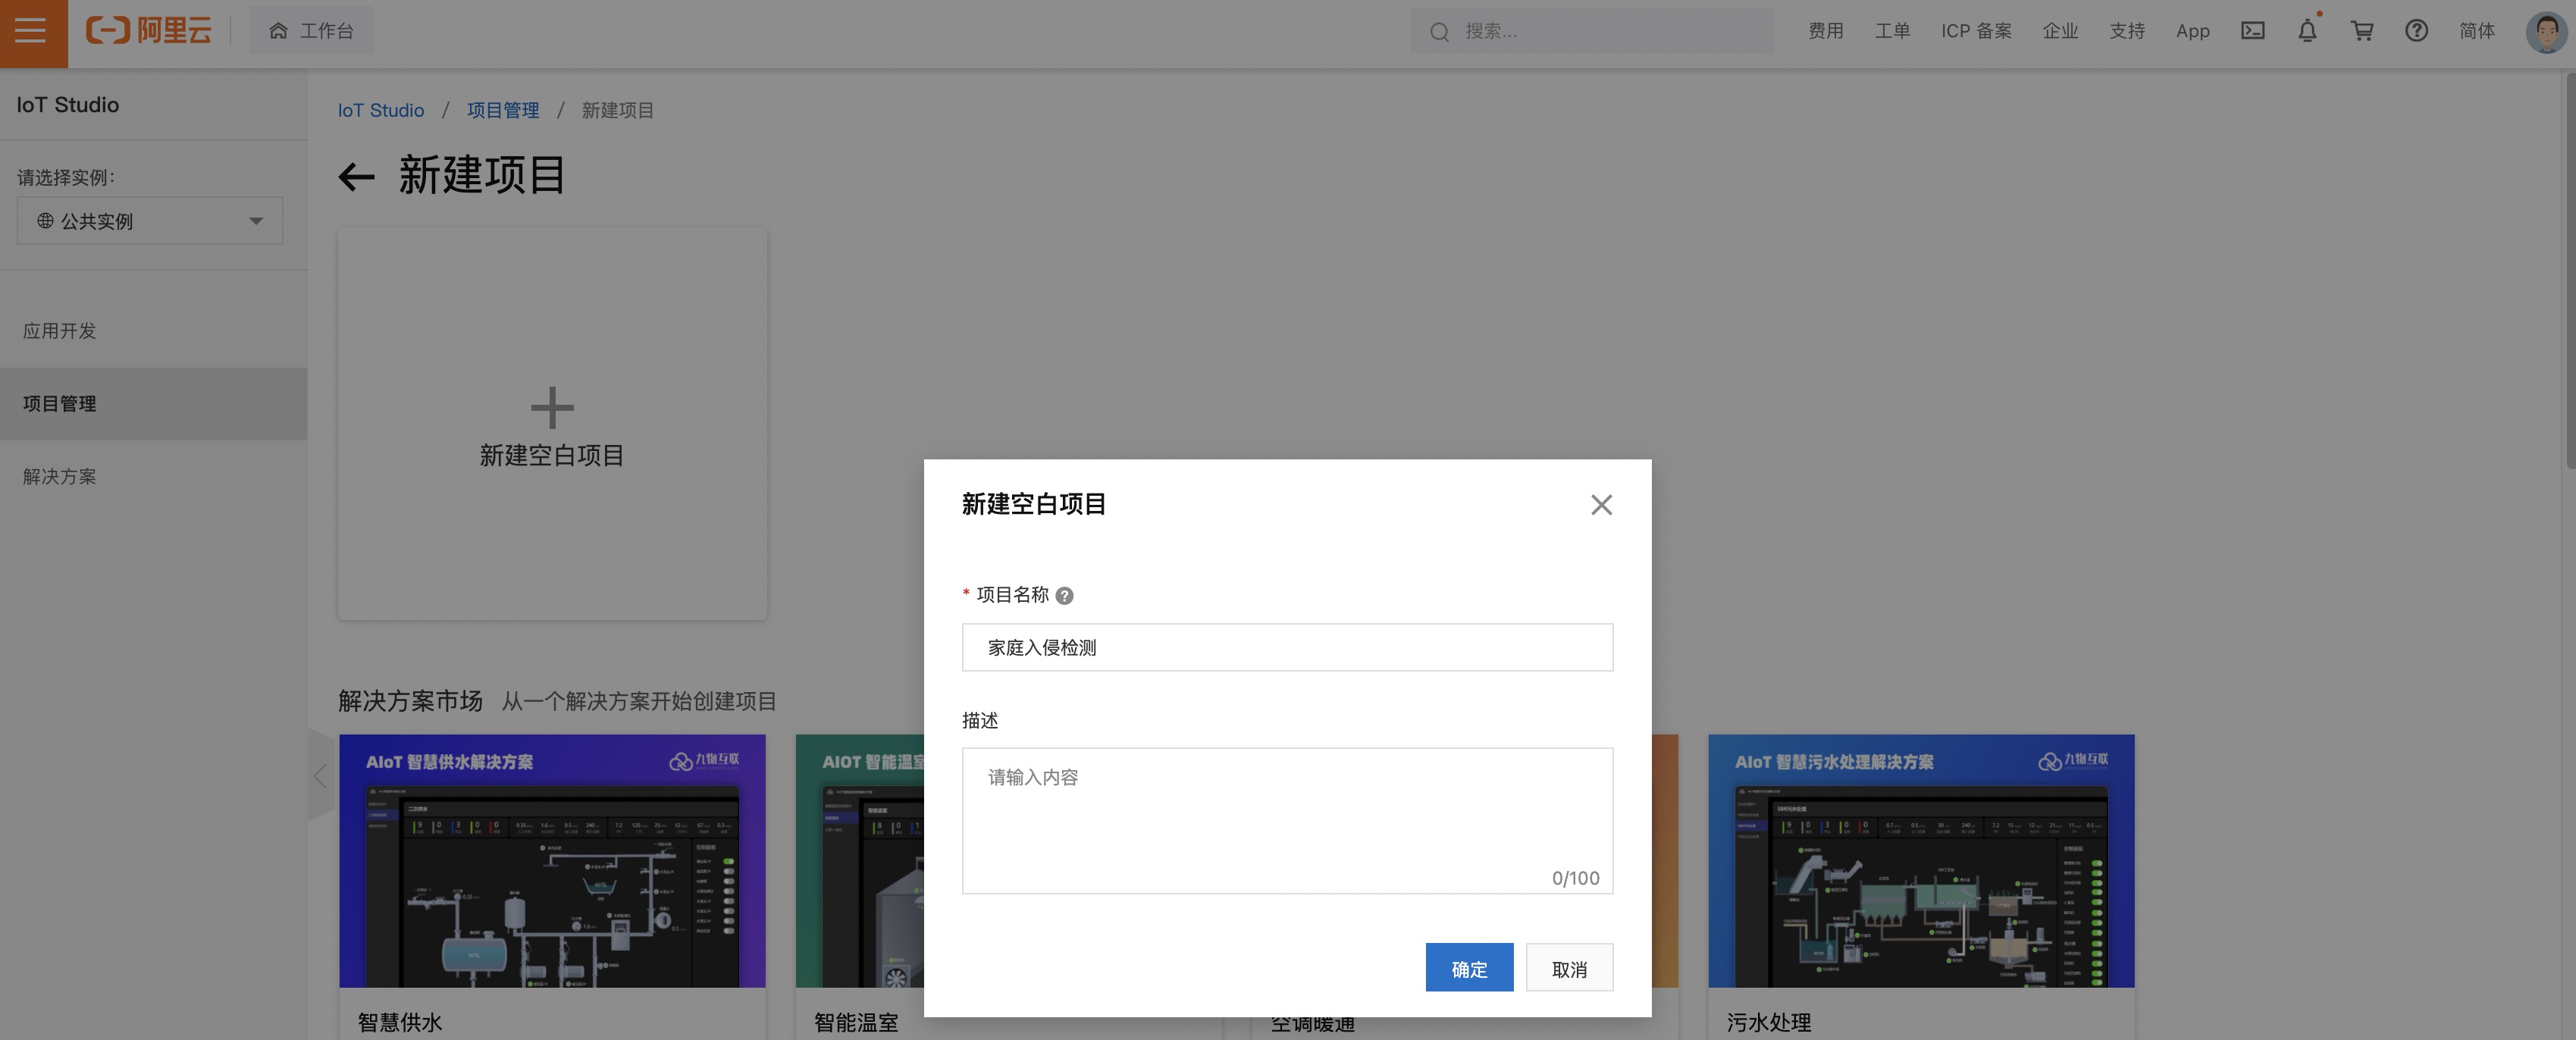 阿里云
工作台
搜索...
费用
工单
ICP 备案
企业
支持
App
简体
IoT Studio
请选择实例:
公共实例
应用开发
项目管理
解决方案
IoT Studio / 项目管理 / 新建项目
新建项目
新建空白项目
新建空白项目
* 项目名称
家庭入侵检测
描述
请输入内容
0/100
确定
取消
解决方案市场 从一个解决方案开始创建项目
AIoT 智慧供水解决方案
九物互联
AIOT 智能温室
AIoT 智慧污水处理解决方案
九物互联
智慧供水
智能温室
空调暖通
污水处理